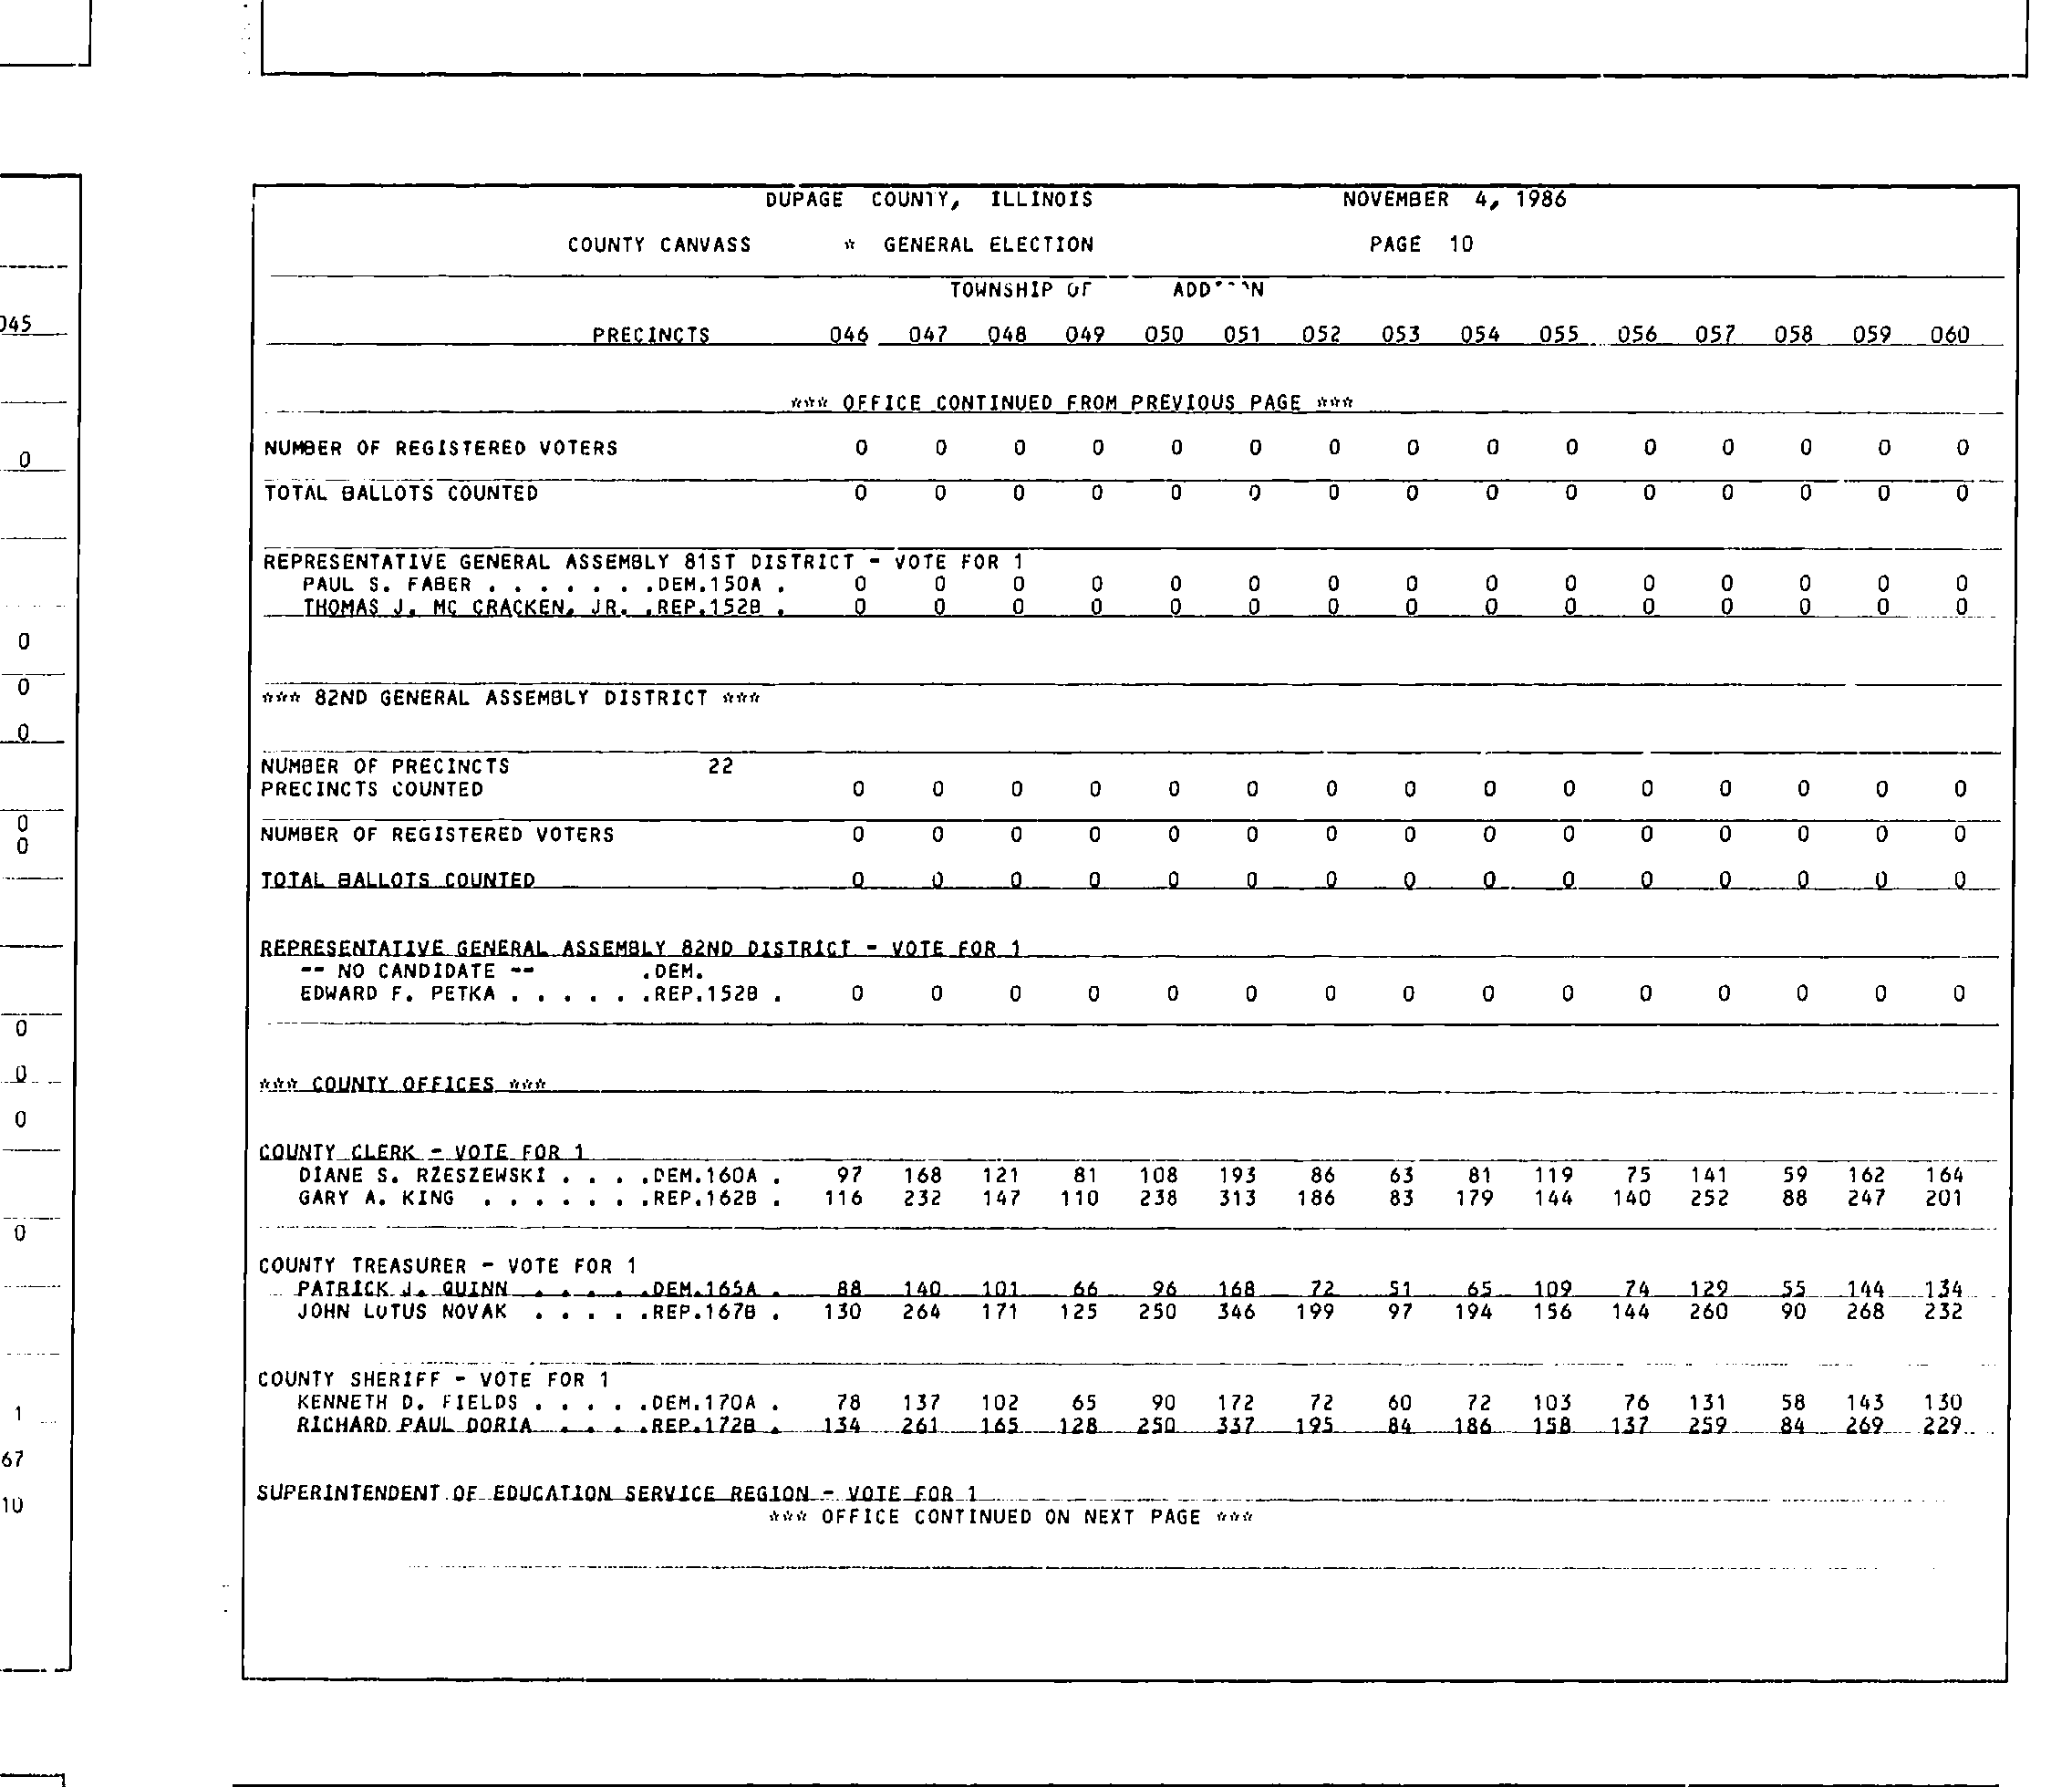 DUPAGE COUNTY, ILLINOIS NOVEMBER 4, 1986
COUNTY CANVASS * GENERAL ELECTION PAGE 10
TOWNSHIP OF
PRECINCTS 046 047 048 049 050 051 052 053 054 055 056 057 058 059 060
*** OFFICE CONTINUED FROM PREVIOUS PAGE ***
NUMBER OF REGISTERED VOTERS 0 0 0 0 0 0 0 0 0 0 0 0 0 0 0
TOTAL BALLOTS COUNTED 0 0 0 0 0 0 0 0 0 0 0 0 0 0 0
REPRESENTATIVE GENERAL ASSEMBLY 81ST DISTRICT - VOTE FOR 1
PAUL S. FABER . . . . . . .DEM.150A . 0 0 0 0 0 0 0 0 0 0 0 0 0 0 0
THOMAS J. MC CRACKEN, JR. .REP.152B . 0 0 0 0 0 0 0 0 0 0 0 0 0 0 0
*** 82ND GENERAL ASSEMBLY DISTRICT ***
NUMBER OF PRECINCTS 22
PRECINCTS COUNTED 0 0 0 0 0 0 0 0 0 0 0 0 0 0 0
NUMBER OF REGISTERED VOTERS 0 0 0 0 0 0 0 0 0 0 0 0 0 0 0
TOTAL BALLOTS COUNTED 0 0 0 0 0 0 0 0 0 0 0 0 0 0 0
REPRESENTATIVE GENERAL ASSEMBLY 82ND DISTRICT - VOTE FOR 1
-- NO CANDIDATE -- .DEM.
EDWARD F. PETKA . . . . . .REP.152B . 0 0 0 0 0 0 0 0 0 0 0 0 0 0 0
*** COUNTY OFFICES ***
COUNTY CLERK - VOTE FOR 1
DIANE S. RZESZEWSKI . . . .DEM.160A . 97 168 121 81 108 193 86 63 81 119 75 141 59 162 164
GARY A. KING . . . . . . .REP.162B . 116 232 147 110 238 313 186 83 179 144 140 252 88 247 201
COUNTY TREASURER - VOTE FOR 1
PATRICK J. QUINN . . . . .DEM.165A . 88 140 101 66 96 168 72 51 65 109 74 129 55 144 134
JOHN LOTUS NOVAK . . . . .REP.167B . 130 264 171 125 250 346 199 97 194 156 144 260 90 268 232
COUNTY SHERIFF - VOTE FOR 1
KENNETH D. FIELDS . . . . .DEM.170A . 78 137 102 65 90 172 72 60 72 103 76 131 58 143 130
RICHARD PAUL DORIA . . . .REP.172B . 134 261 165 128 250 337 195 84 186 158 137 259 84 269 229
SUPERINTENDENT OF EDUCATION SERVICE REGION - VOTE FOR 1
*** OFFICE CONTINUED ON NEXT PAGE ***
045
0
0
0
0
0
0
0
0
0
0
1
67
10